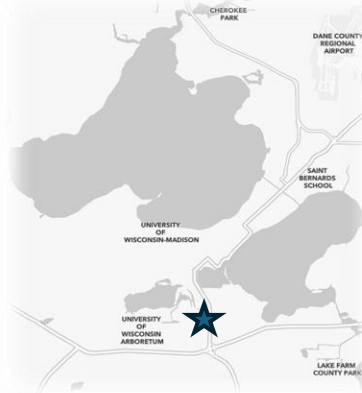 CHEROKEE
PARK
DANE COUNTY
REGIONAL
AIRPORT
SAINT
BERNARDS
SCHOOL
UNIVERSITY
OF
WISCONSIN-MADISON
UNIVERSITY
OF
WISCONSIN
ARBORETUM
LAKE FARM
COUNTY PARK